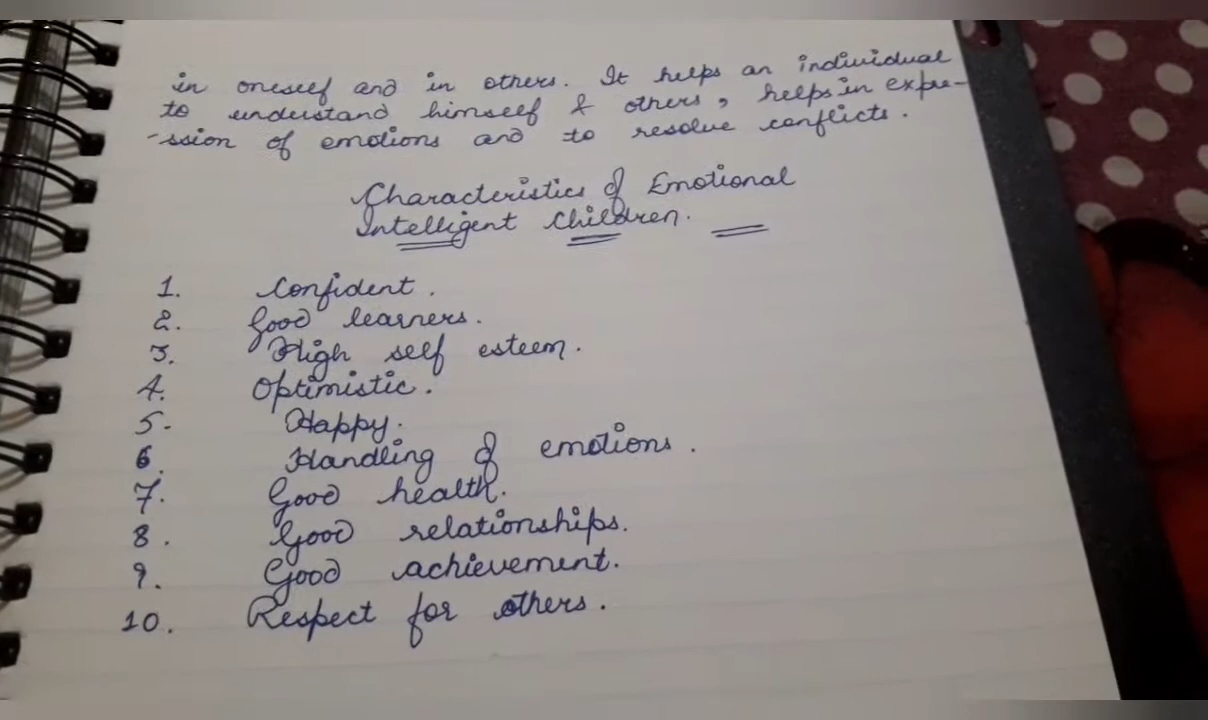 in oneself and in others. It helps an individual
to understand himself & others, helps in expre-
-ssion of emotions and to resolve conflicts.
Characteristics of Emotional
Intelligent Children.
1. Confident.
2. Good learners.
3. High self esteem.
4. Optimistic.
5. Happy.
6. Handling of emotions.
7. Good health.
8. Good relationships.
9. Good achievement.
10. Respect for others.